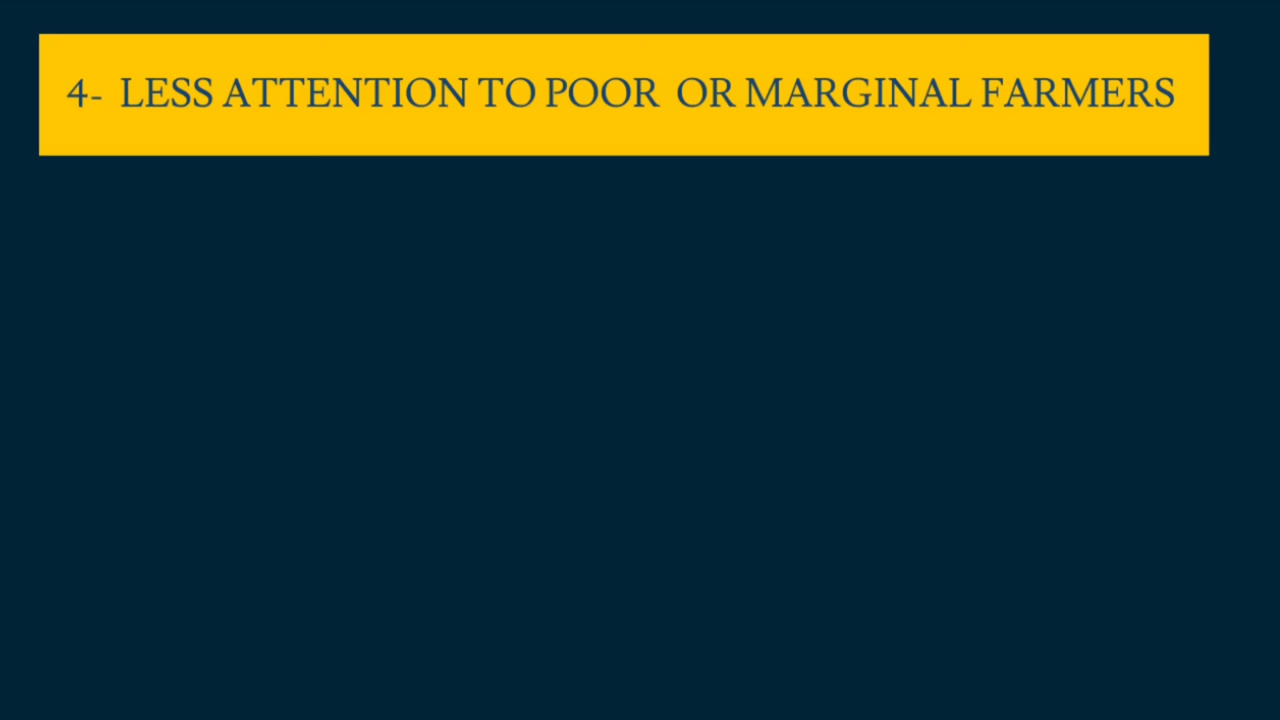 4- LESS ATTENTION TO POOR OR MARGINAL FARMERS